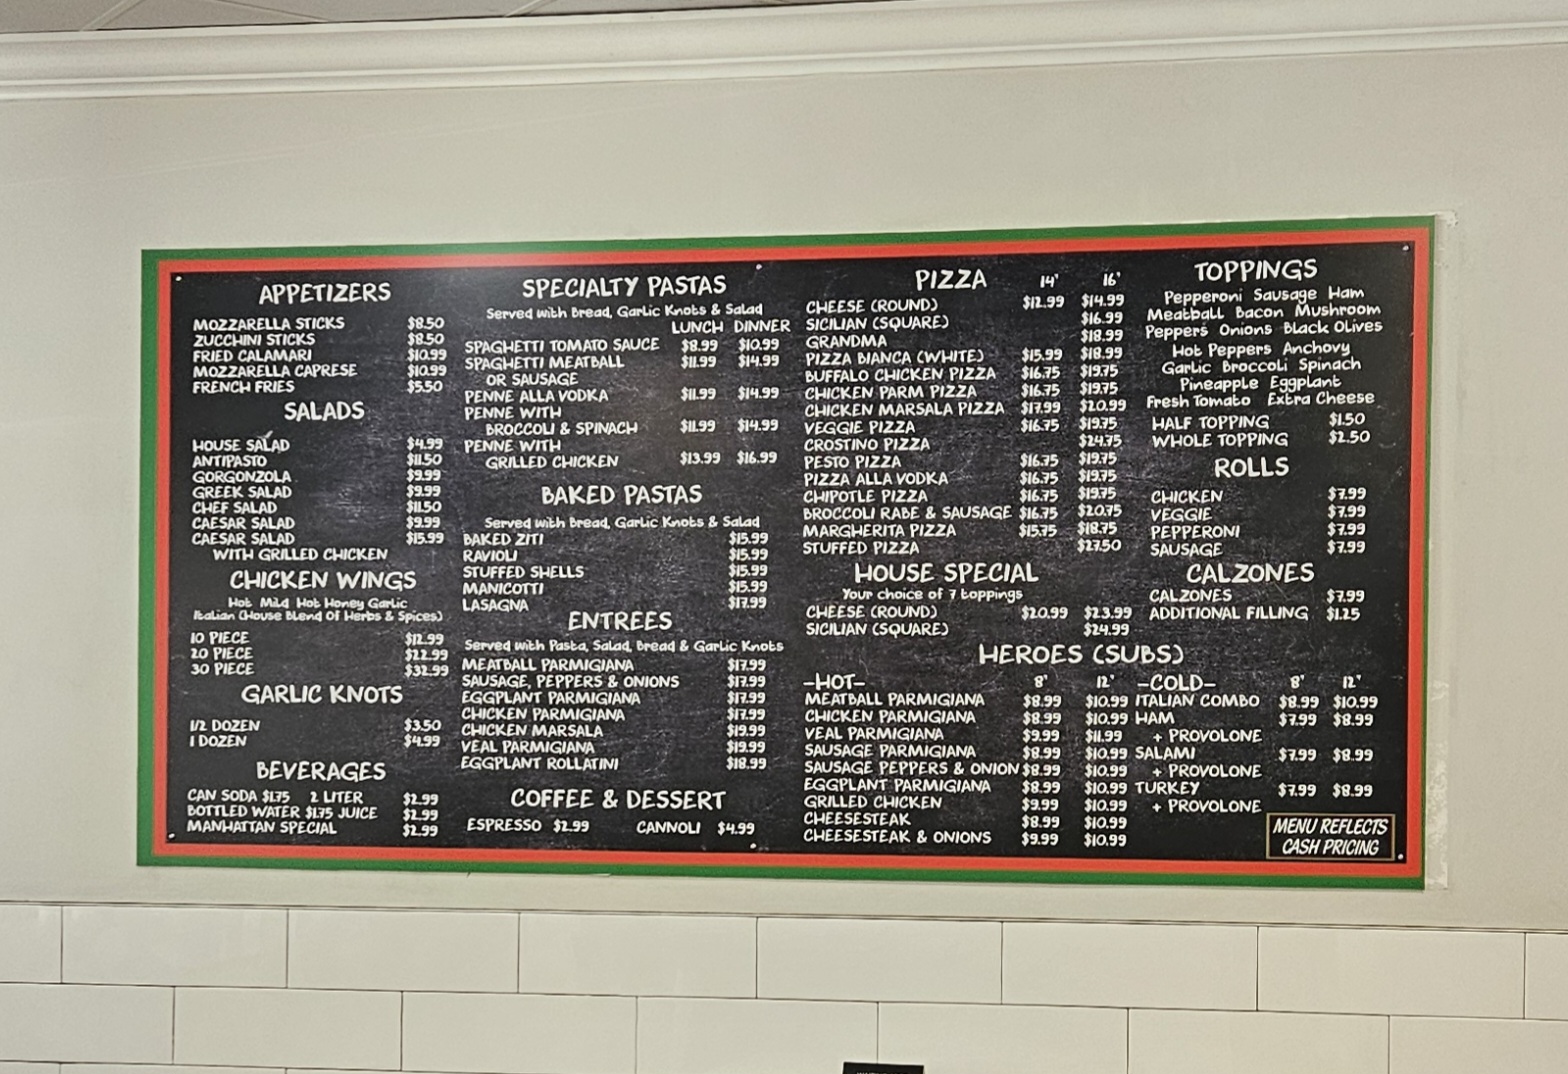 APPETIZERS
MOZZARELLA STICKS $8.50
ZUCCHINI STICKS $8.50
FRIED CALAMARI $10.99
MOZZARELLA CAPRESE $10.99
FRENCH FRIES $5.50
SALADS
HOUSE SALAD $4.99
ANTIPASTO $11.50
GORGONZOLA $9.99
GREEK SALAD $9.99
CHEF SALAD $11.50
CAESAR SALAD $9.99
CAESAR SALAD $15.99
WITH GRILLED CHICKEN
CHICKEN WINGS
Hot Mild Hot Honey Garlic
Italian (House Blend Of Herbs & Spices)
10 PIECE $12.99
20 PIECE $22.99
30 PIECE $32.99
GARLIC KNOTS
1/2 DOZEN $3.50
1 DOZEN $4.99
BEVERAGES
CAN SODA $1.75 2 LITER $2.99
BOTTLED WATER $1.75 JUICE $2.99
MANHATTAN SPECIAL $2.99
SPECIALTY PASTAS
Served with Bread, Garlic Knots & Salad
LUNCH DINNER
SPAGHETTI TOMATO SAUCE $8.99 $10.99
SPAGHETTI MEATBALL $11.99 $14.99
OR SAUSAGE
PENNE ALLA VODKA $11.99 $14.99
PENNE WITH
BROCCOLI & SPINACH $11.99 $14.99
PENNE WITH
GRILLED CHICKEN $13.99 $16.99
BAKED PASTAS
Served with Bread, Garlic Knots & Salad
BAKED ZITI $15.99
RAVIOLI $15.99
STUFFED SHELLS $15.99
MANICOTTI $15.99
LASAGNA $17.99
ENTREES
Served with Pasta, Salad, Bread & Garlic Knots
MEATBALL PARMIGIANA $17.99
SAUSAGE, PEPPERS & ONIONS $17.99
EGGPLANT PARMIGIANA $17.99
CHICKEN PARMIGIANA $17.99
CHICKEN MARSALA $19.99
VEAL PARMIGIANA $19.99
EGGPLANT ROLLATINI $18.99
COFFEE & DESSERT
ESPRESSO $2.99 CANNOLI $4.99
PIZZA 14" 16"
CHEESE (ROUND) $12.99 $14.99
SICILIAN (SQUARE) $16.99
GRANDMA $18.99
PIZZA BIANCA (WHITE) $15.99 $18.99
BUFFALO CHICKEN PIZZA $16.75 $19.75
CHICKEN PARM PIZZA $16.75 $19.75
CHICKEN MARSALA PIZZA $17.99 $20.99
VEGGIE PIZZA $16.75 $19.75
CROSTINO PIZZA $24.75
PESTO PIZZA $16.75 $19.75
PIZZA ALLA VODKA $16.75 $19.75
CHIPOTLE PIZZA $16.75 $19.75
BROCCOLI RABE & SAUSAGE $16.75 $20.75
MARGHERITA PIZZA $15.75 $18.75
STUFFED PIZZA $27.50
HOUSE SPECIAL
Your choice of 7 toppings
CHEESE (ROUND) $20.99 $23.99
SICILIAN (SQUARE) $24.99
TOPPINGS
Pepperoni Sausage Ham
Meatball Bacon Mushroom
Peppers Onions Black Olives
Hot Peppers Anchovy
Garlic Broccoli Spinach
Pineapple Eggplant
Fresh Tomato Extra Cheese
HALF TOPPING $1.50
WHOLE TOPPING $2.50
ROLLS
CHICKEN $7.99
VEGGIE $7.99
PEPPERONI $7.99
SAUSAGE $7.99
CALZONES
CALZONES $7.99
ADDITIONAL FILLING $1.25
HEROES (SUBS)
-HOT- 8" 12"
MEATBALL PARMIGIANA $8.99 $10.99
CHICKEN PARMIGIANA $8.99 $10.99
VEAL PARMIGIANA $9.99 $11.99
SAUSAGE PARMIGIANA $8.99 $10.99
SAUSAGE PEPPERS & ONION $8.99 $10.99
EGGPLANT PARMIGIANA $8.99 $10.99
GRILLED CHICKEN $9.99 $10.99
CHEESESTEAK $8.99 $10.99
CHEESESTEAK & ONIONS $9.99 $10.99
-COLD- 8" 12"
ITALIAN COMBO $8.99 $10.99
HAM $7.99 $8.99
+ PROVOLONE
SALAMI $7.99 $8.99
+ PROVOLONE
TURKEY $7.99 $8.99
+ PROVOLONE
MENU REFLECTS
CASH PRICING